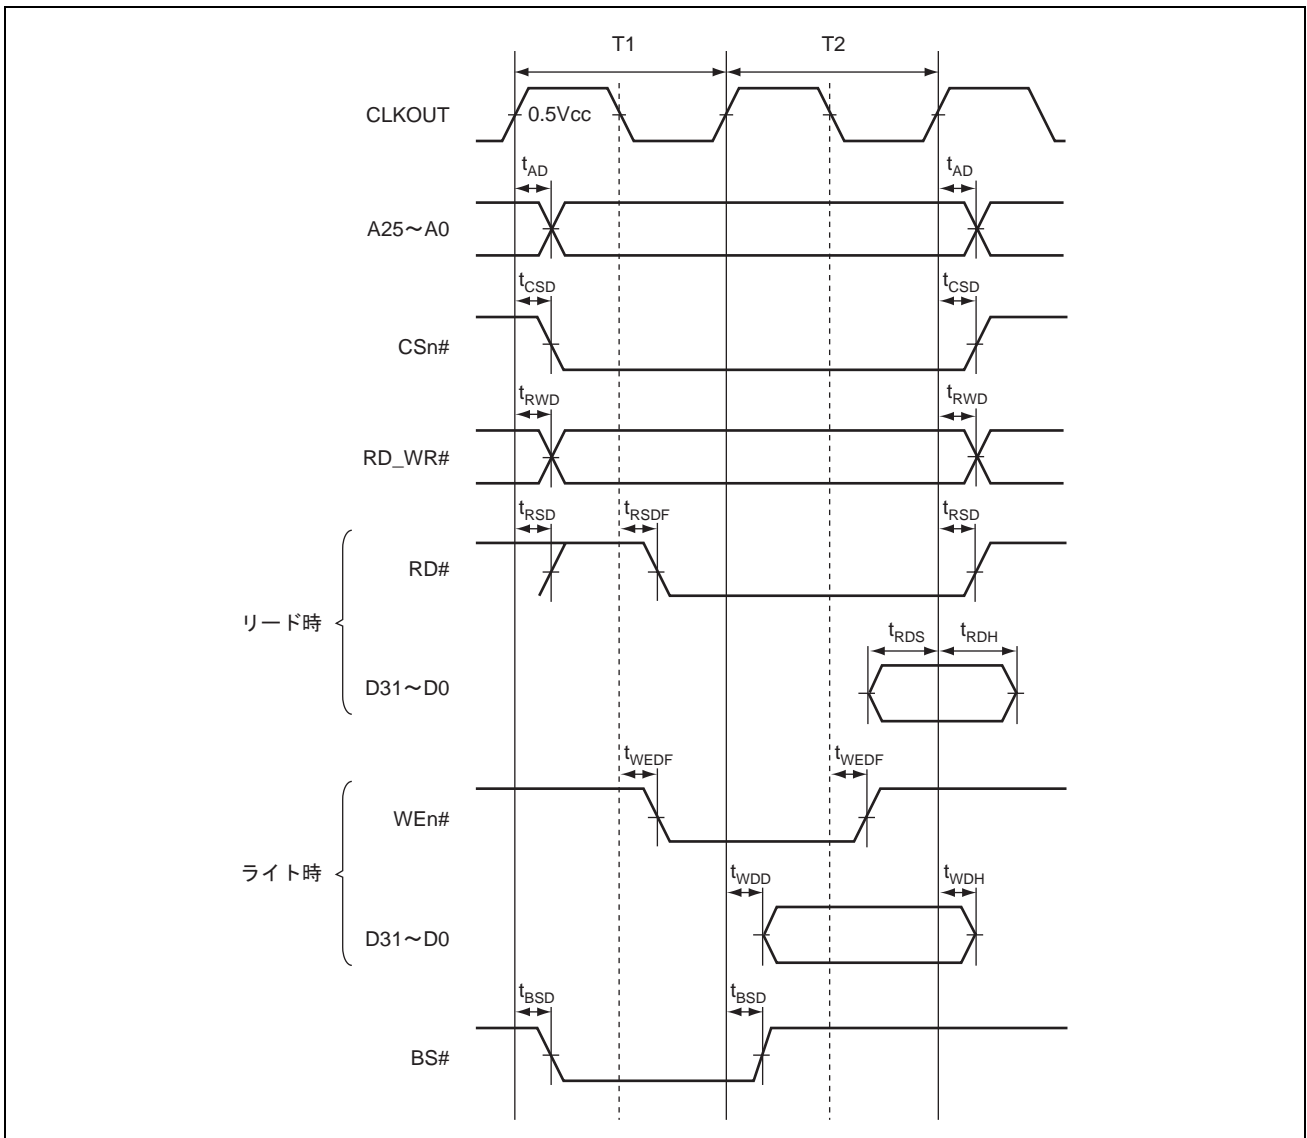 T1 T2
CLKOUT 0.5Vcc
tAD tAD
A25～A0
tCSD tCSD
CSn#
tRWD tRWD
RD_WR#
tRSD tRSDF tRSD
RD#
リード時
tRDS tRDH
D31～D0
tWEDF tWEDF
WEn#
ライト時
tWDD tWDH
D31～D0
tBSD tBSD
BS#